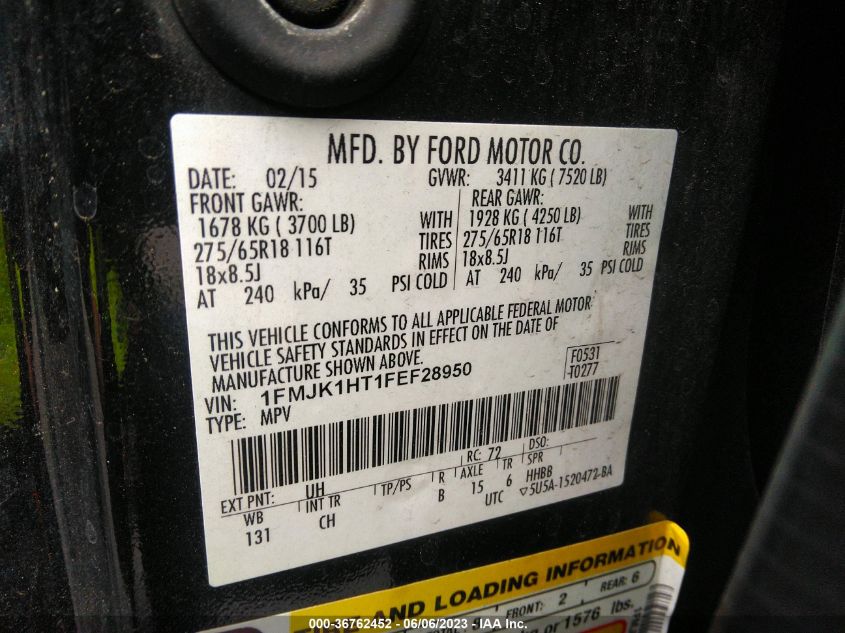 MFD. BY FORD MOTOR CO.
DATE: 02/15 GVWR: 3411 KG ( 7520 LB)
FRONT GAWR: REAR GAWR:
1678 KG ( 3700 LB) WITH 1928 KG ( 4250 LB) WITH
275/65R18 116T TIRES 275/65R18 116T TIRES
18x8.5J RIMS 18x8.5J RIMS
AT 240 kPa/ 35 PSI COLD AT 240 kPa/ 35 PSI COLD
THIS VEHICLE CONFORMS TO ALL APPLICABLE FEDERAL MOTOR
VEHICLE SAFETY STANDARDS IN EFFECT ON THE DATE OF
MANUFACTURE SHOWN ABOVE.
F0531
T0277
VIN: 1FMJK1HT1FEF28950
TYPE: MPV
EXT PNT: UH RC: 72 DSO:
WB INT TR TP/PS R AXLE TR SPR
131 CH B 15 6 HHBB
UTC ▽5U5A-1520472-BA
TIRE AND LOADING INFORMATION
FRONT: 2 REAR: 6
or 1576 lbs.
000-36762452 - 06/06/2023 - IAA Inc.